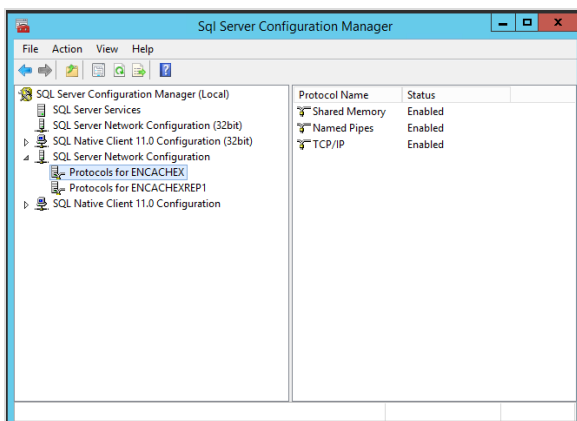 Sql Server Configuration Manager
File Action View Help
SQL Server Configuration Manager (Local)
SQL Server Services
SQL Server Network Configuration (32bit)
SQL Native Client 11.0 Configuration (32bit)
SQL Server Network Configuration
Protocols for ENCACHEX
Protocols for ENCACHEXREP1
SQL Native Client 11.0 Configuration
Protocol Name Status
Shared Memory Enabled
Named Pipes Enabled
TCP/IP Enabled